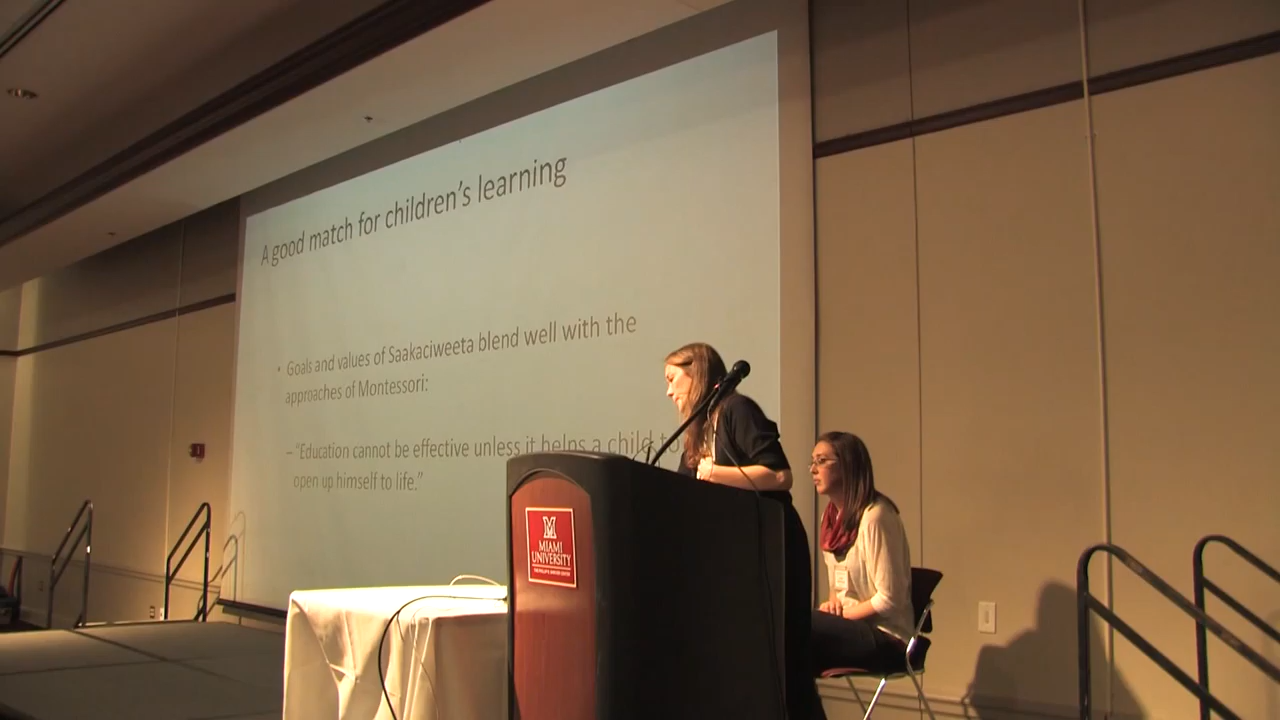 A good match for children's learning
• Goals and values of Saakaciweeta blend well with the
approaches of Montessori:
– "Education cannot be effective unless it helps a child to
open up himself to life."
MIAMI
UNIVERSITY